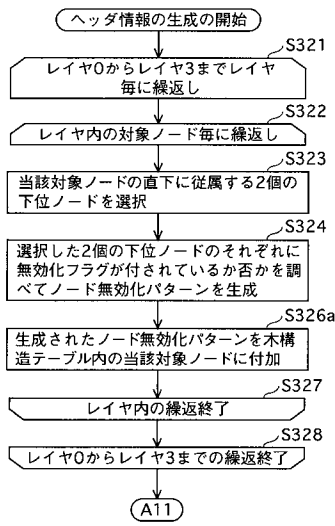 ヘッダ情報の生成の開始
S321
レイヤ0からレイヤ3までレイヤ
毎に繰返し
S322
レイヤ内の対象ノード毎に繰返し
S323
当該対象ノードの直下に従属する2個の
下位ノードを選択
S324
選択した2個の下位ノードのそれぞれに
無効化フラグが付されているか否かを調
べてノード無効化パターンを生成
S326a
生成されたノード無効化パターンを木構
造テーブル内の当該対象ノードに付加
S327
レイヤ内の繰返終了
S328
レイヤ0からレイヤ3までの繰返終了
A11